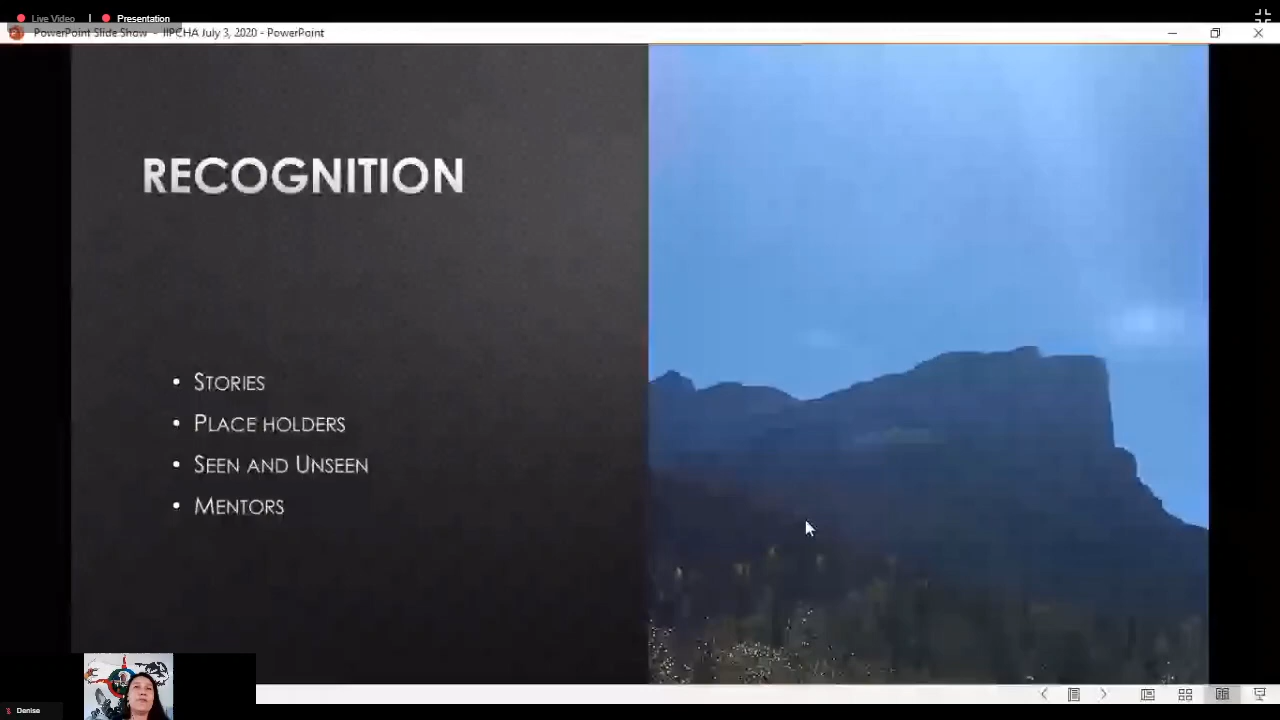 Live Video | Presentation
PowerPoint Slide Show - IIPCHA July 3, 2020 - PowerPoint
RECOGNITION
• STORIES
• PLACE HOLDERS
• SEEN AND UNSEEN
• MENTORS
Denise